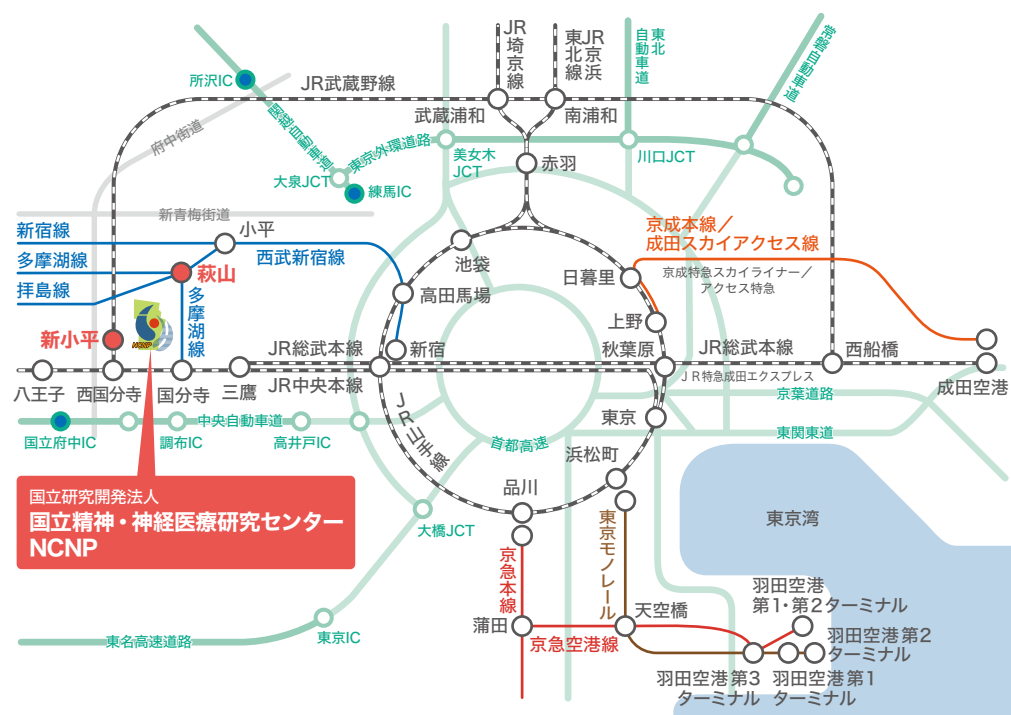 JR埼京線
東北線
JR京浜
東北自動車道
常磐自動車道
所沢IC
JR武蔵野線
武蔵浦和
南浦和
府中街道
関越自動車道
東京外環道路
美女木
JCT
川口JCT
赤羽
大泉JCT
練馬IC
新青梅街道
新宿線
小平
西武新宿線
多摩湖線
萩山
拝島線
多摩湖線
池袋
高田馬場
日暮里
京成本線／
成田スカイアクセス線
京成特急スカイライナー／
アクセス特急
上野
NCNP
新小平
新宿
秋葉原
JR総武本線
JR総武本線
西船橋
JR中央本線
JR特急成田エクスプレス
成田空港
八王子
西国分寺
国分寺
三鷹
京葉道路
JR山手線
東京
国立府中IC
調布IC
中央自動車道
高井戸IC
首都高速
東関東道
浜松町
品川
国立研究開発法人
国立精神・神経医療研究センター
NCNP
大橋JCT
東京湾
京急本線
東京モノレール
羽田空港
第1・第2ターミナル
蒲田
天空橋
京急空港線
東名高速道路
東京IC
羽田空港第2
ターミナル
羽田空港第3
ターミナル
羽田空港第1
ターミナル